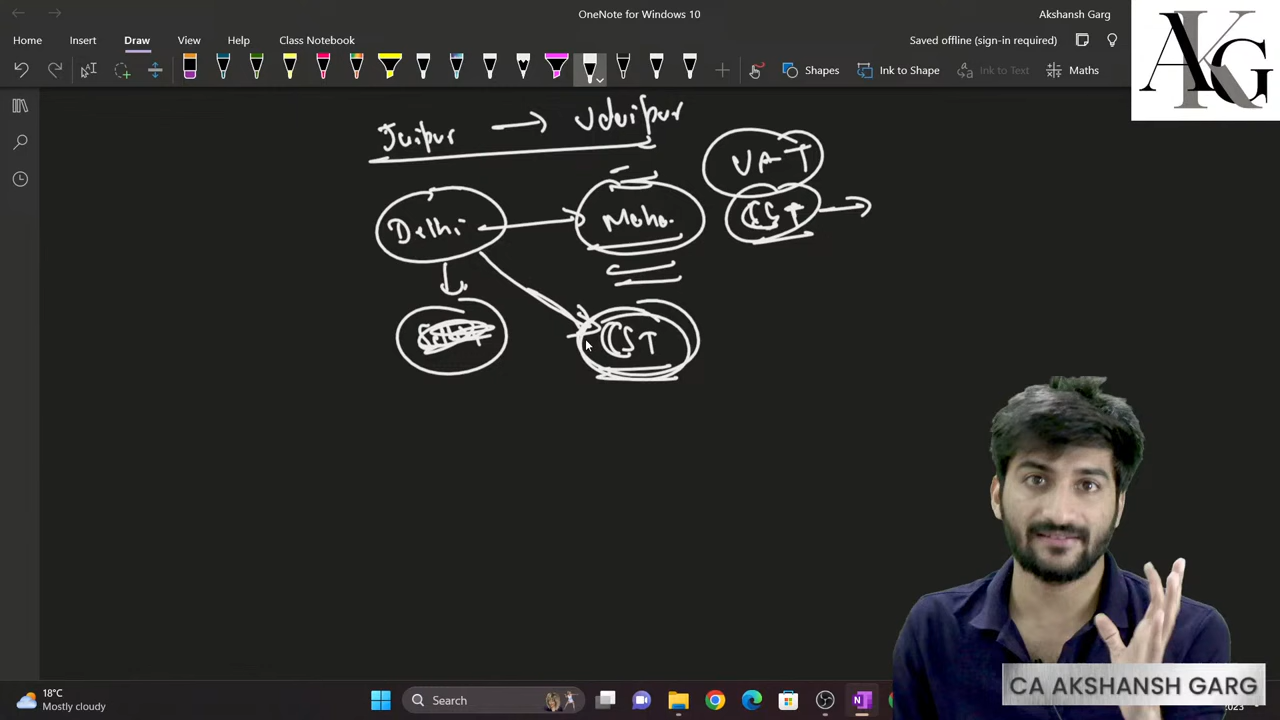 OneNote for Windows 10
Akshansh Garg
Home Insert Draw View Help Class Notebook
Saved offline (sign-in required)
Shapes Ink to Shape Ink to Text Maths
AKG
Jaipur → Udaipur
VAT
Delhi → Maha.
CST →
CST
CA AKSHANSH GARG
18°C
Mostly cloudy
Search
2023